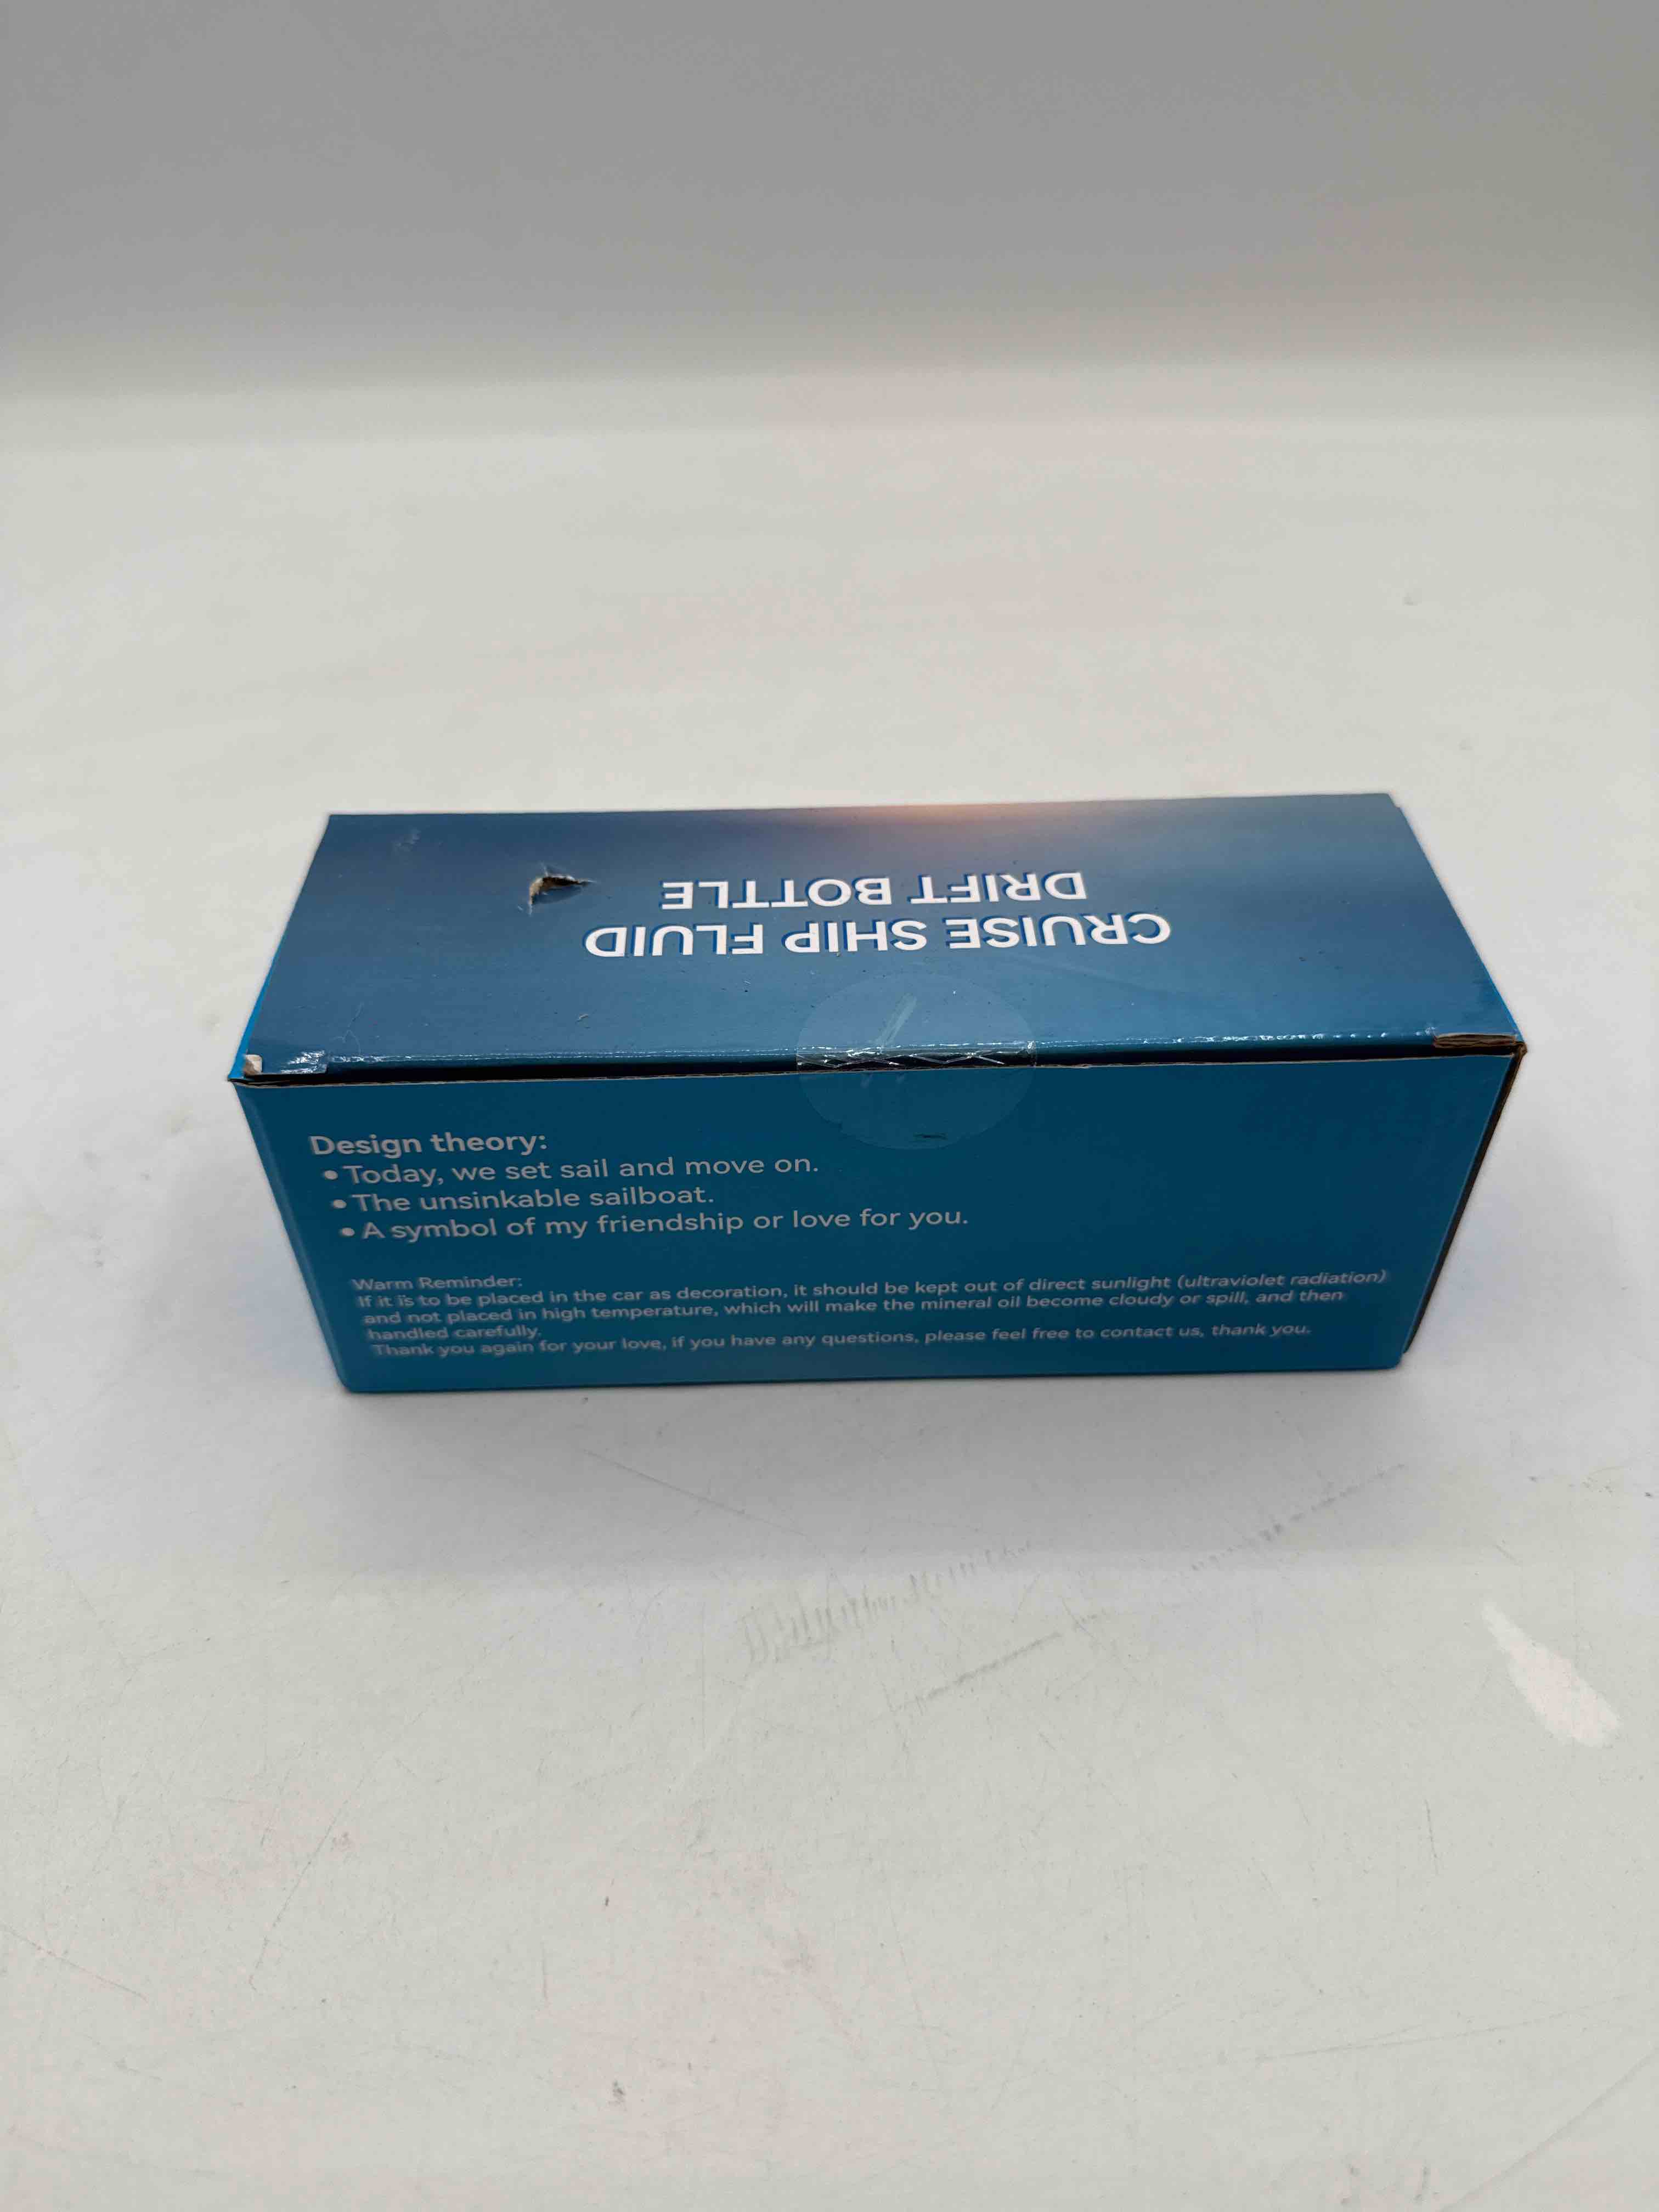 CRUISE SHIP FLUID
DRIFT BOTTLE
Design theory:
• Today, we set sail and move on.
• The unsinkable sailboat.
• A symbol of my friendship or love for you.
Warm Reminder:
If it is to be placed in the car as decoration, it should be kept out of direct sunlight (ultraviolet radiation)
and not placed in high temperature, which will make the mineral oil become cloudy or spill, and then
handled carefully.
Thank you again for your love, if you have any questions, please feel free to contact us, thank you.